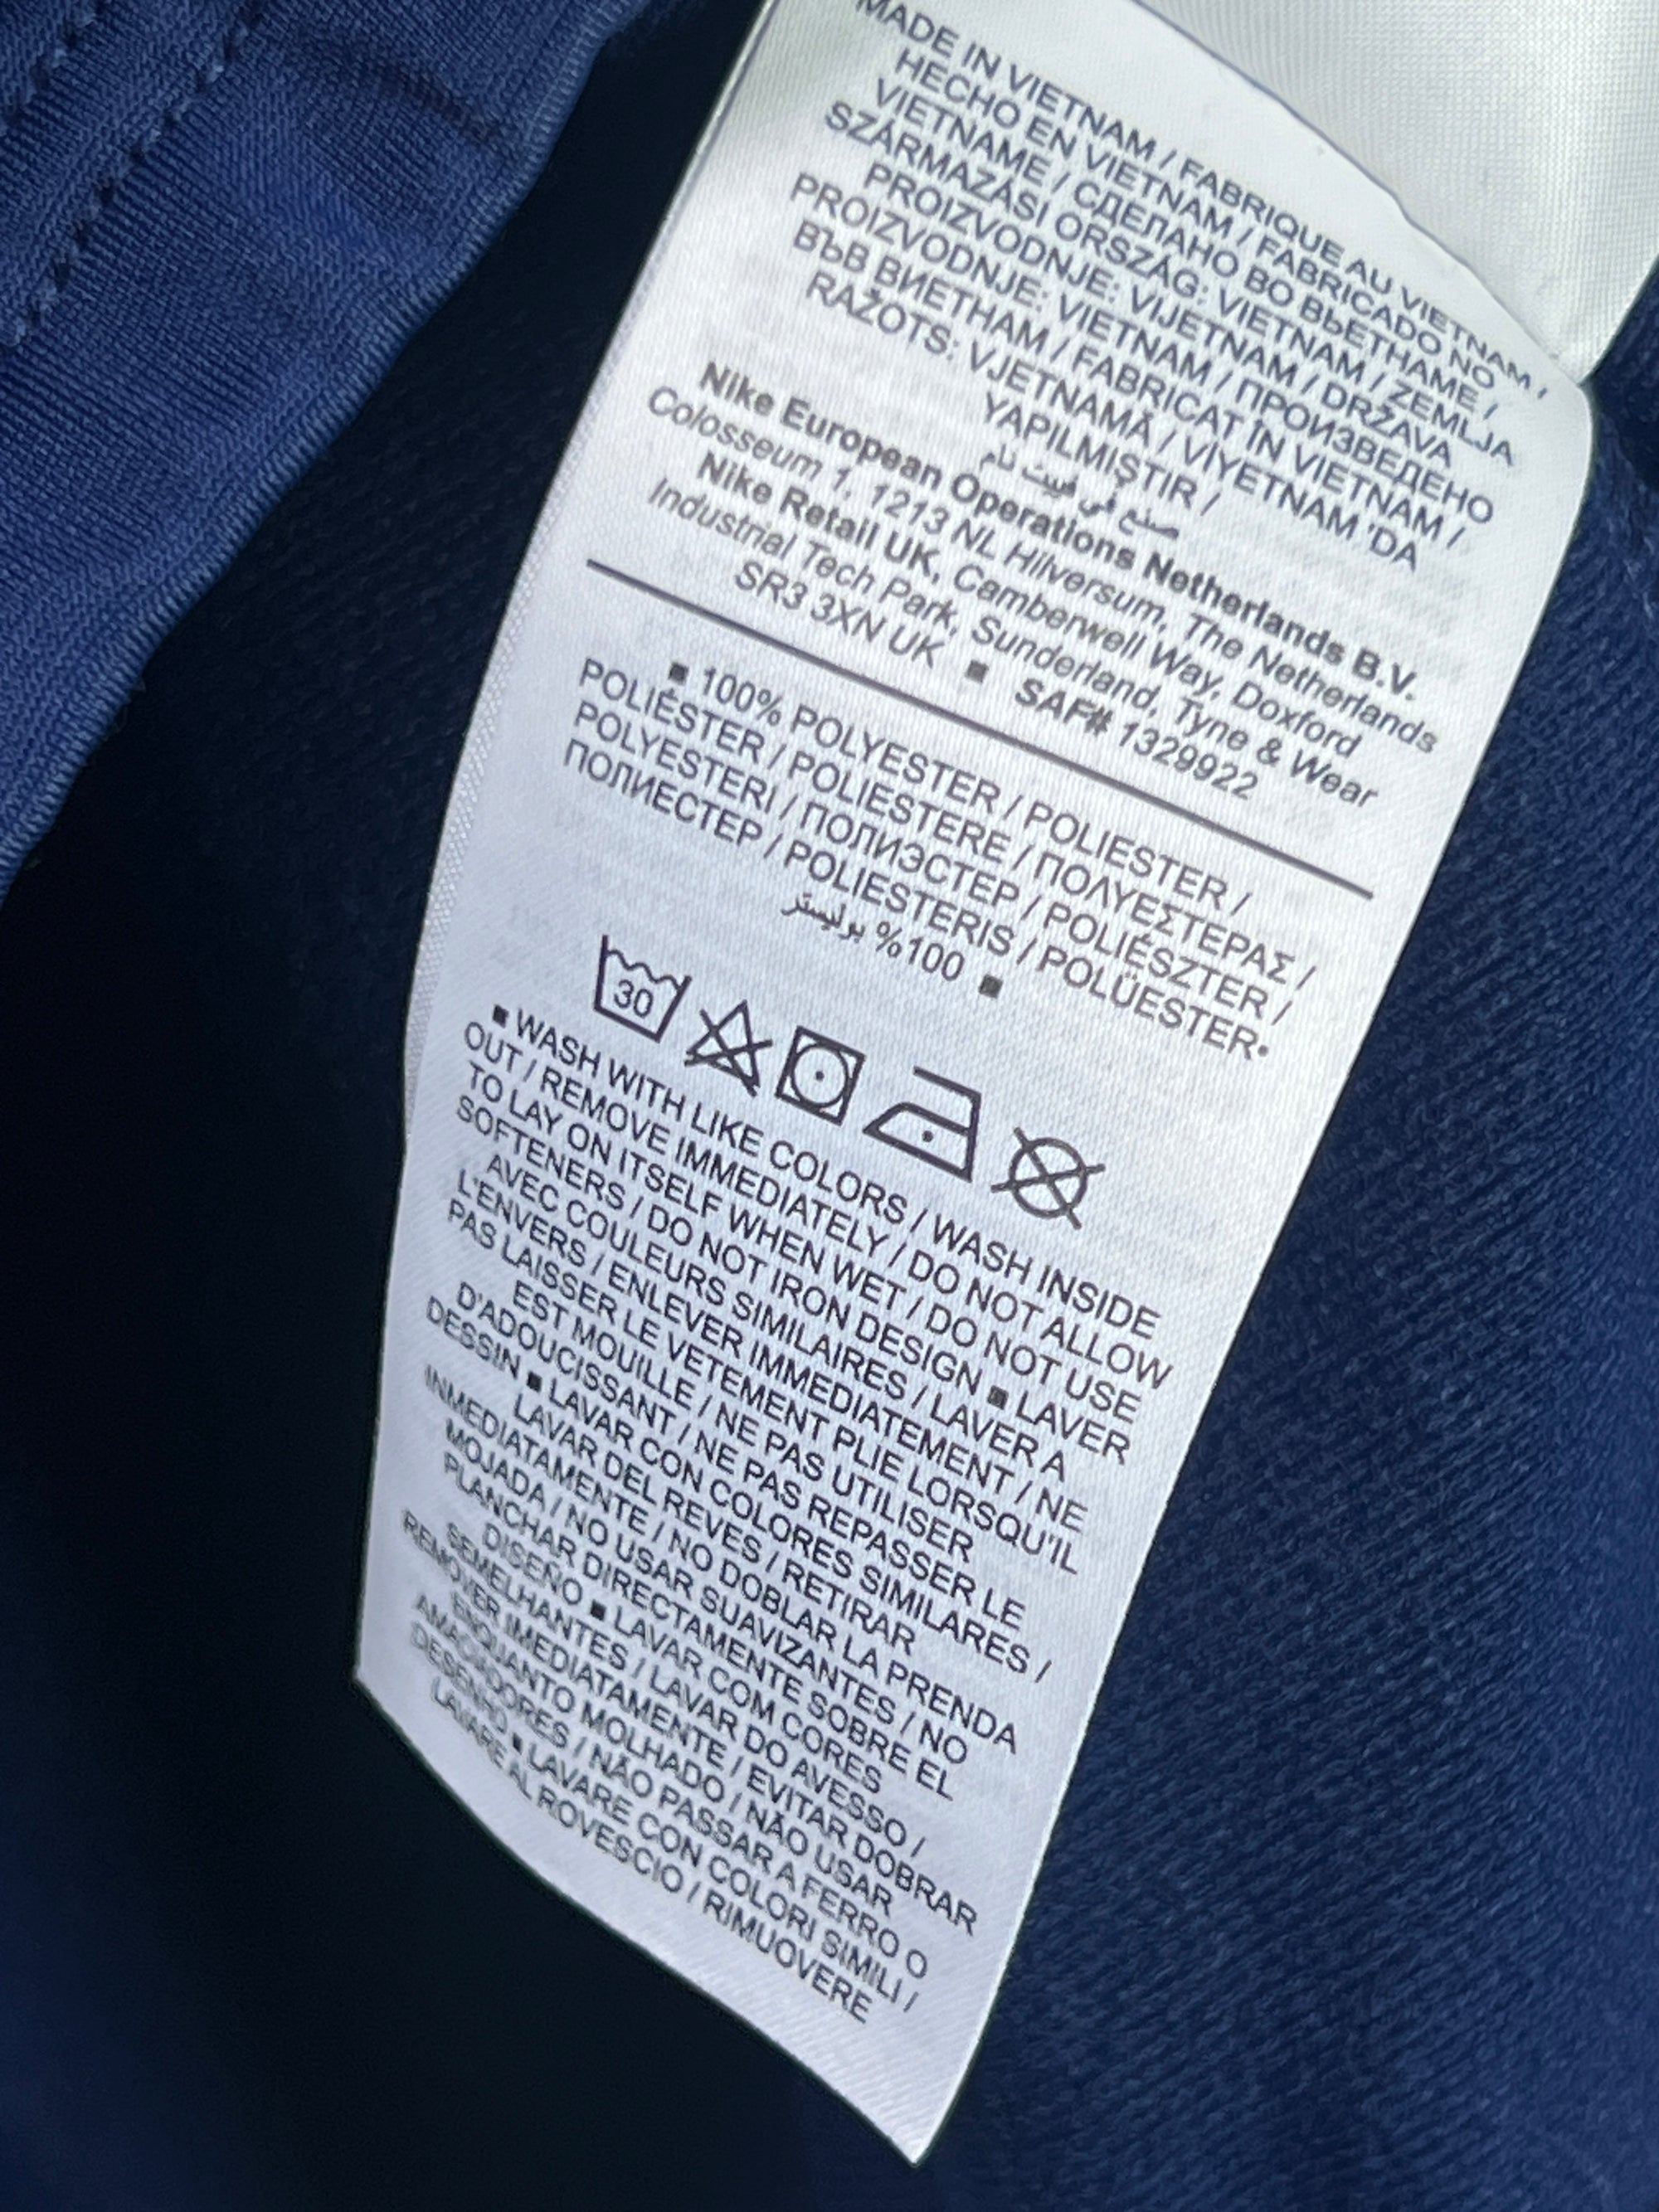 MADE IN VIETNAM / FABRIQUE AU VIETNAM /
HECHO EN VIETNAM / FABRICADO NO
VIETNAME / СДЕЛАНО ВО ВЬЕТНАМЕ /
SZÁRMAZÁSI ORSZÁG: VIETNAM / ZEMLJA
PROIZVODNJE: VIJETNAM / DRŽAVA
PROIZVODNJE: VIETNAM / ПРОИЗВЕДЕНО
ВЪВ ВИЕТНАМ / FABRICAT ÎN VIETNAM /
RAŽOTS: VJETNAMĀ / VİYETNAM 'DA
YAPILMIŞTIR /
صنع في فييت نام
Nike European Operations Netherlands B.V.
Colosseum 1, 1213 NL Hilversum, The Netherlands
Nike Retail UK, Camberwell Way, Doxford
Industrial Tech Park, Sunderland, Tyne & Wear
SR3 3XN UK ■ SAF# 1329922
■ 100% POLYESTER / POLIESTER /
POLIÉSTER / POLIESTERE / ΠΟΛΥΕΣΤΕΡΑΣ /
POLYESTERI / ПОЛИЭСТЕР / POLIÉSZTER /
ПОЛИЕСТЕР / POLIESTERIS / POLÜESTER•
100% بوليستر ■
30
■ WASH WITH LIKE COLORS / WASH INSIDE
OUT / REMOVE IMMEDIATELY / DO NOT ALLOW
TO LAY ON ITSELF WHEN WET / DO NOT USE
SOFTENERS / DO NOT IRON DESIGN ■ LAVER
AVEC COULEURS SIMILAIRES / LAVER A
L'ENVERS / ENLEVER IMMEDIATEMENT / NE
PAS LAISSER LE VETEMENT PLIE LORSQU'IL
EST MOUILLE / NE PAS UTILISER
D'ADOUCISSANT / NE PAS REPASSER LE
DESSIN ■ LAVAR CON COLORES SIMILARES /
LAVAR DEL REVES / RETIRAR
INMEDIATAMENTE / NO DOBLAR LA PRENDA
MOJADA / NO USAR SUAVIZANTES / NO
PLANCHAR DIRECTAMENTE SOBRE EL
DISEÑO ■ LAVAR COM CORES
SEMELHANTES / LAVAR DO AVESSO /
REMOVER IMEDIATAMENTE / EVITAR DOBRAR
ENQUANTO MOLHADO / NÃO USAR
AMACIADORES / NÃO PASSAR A FERRO O
DESENHO ■ LAVARE CON COLORI SIMILI /
LAVARE AL ROVESCIO / RIMUOVERE